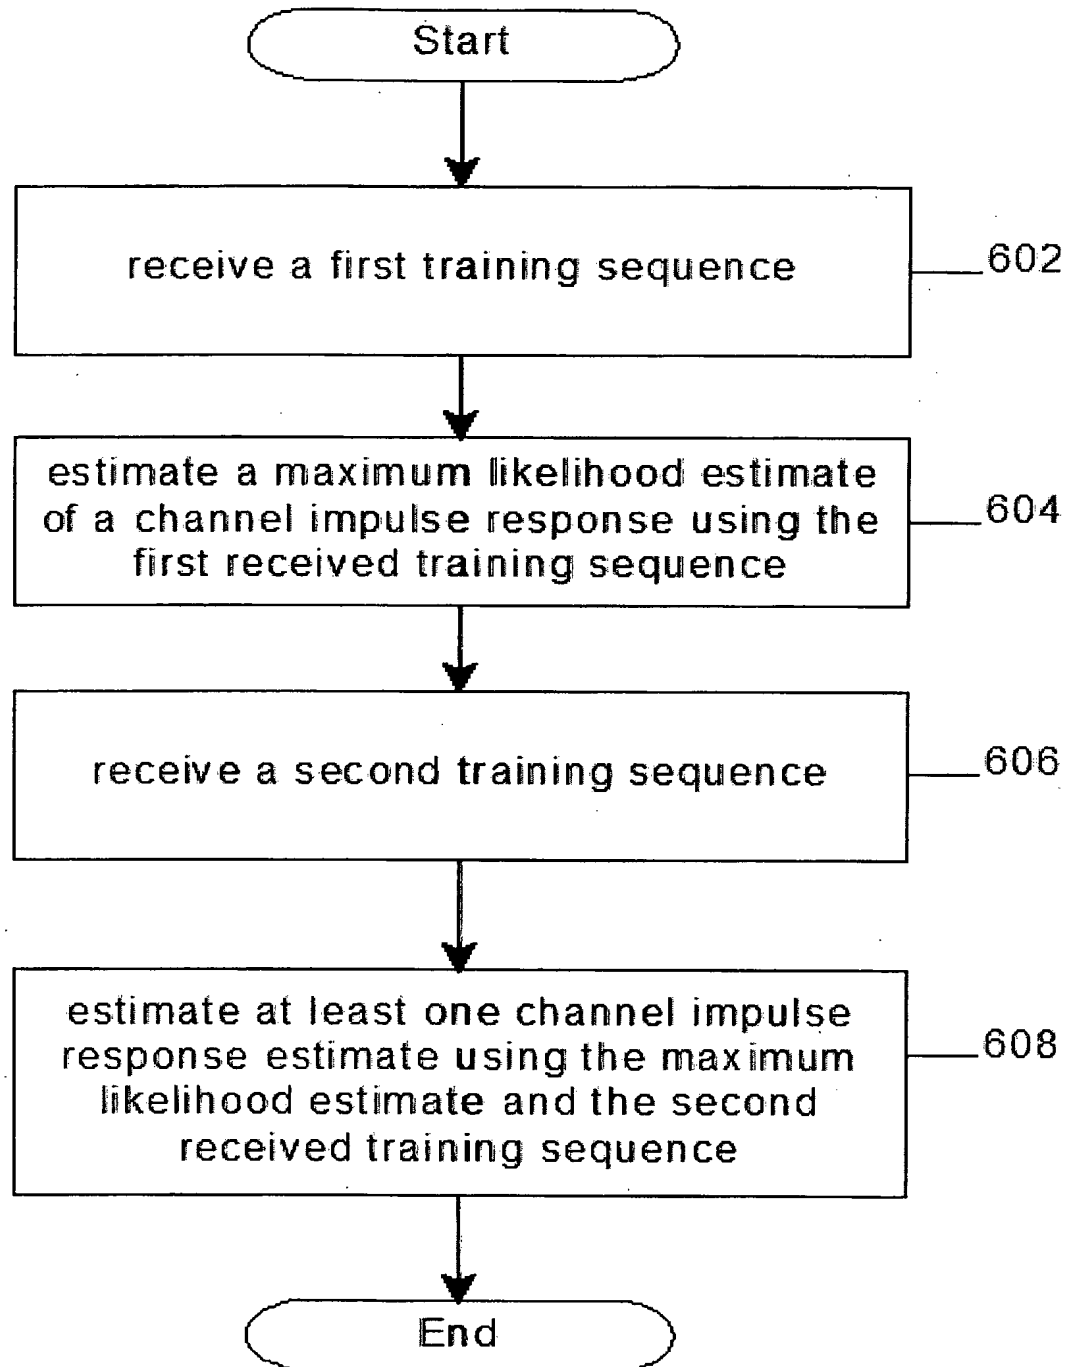 Start
receive a first training sequence
602
estimate a maximum likelihood estimate
of a channel impulse response using the
first received training sequence
604
receive a second training sequence
606
estimate at least one channel impulse
response estimate using the maximum
likelihood estimate and the second
received training sequence
608
End